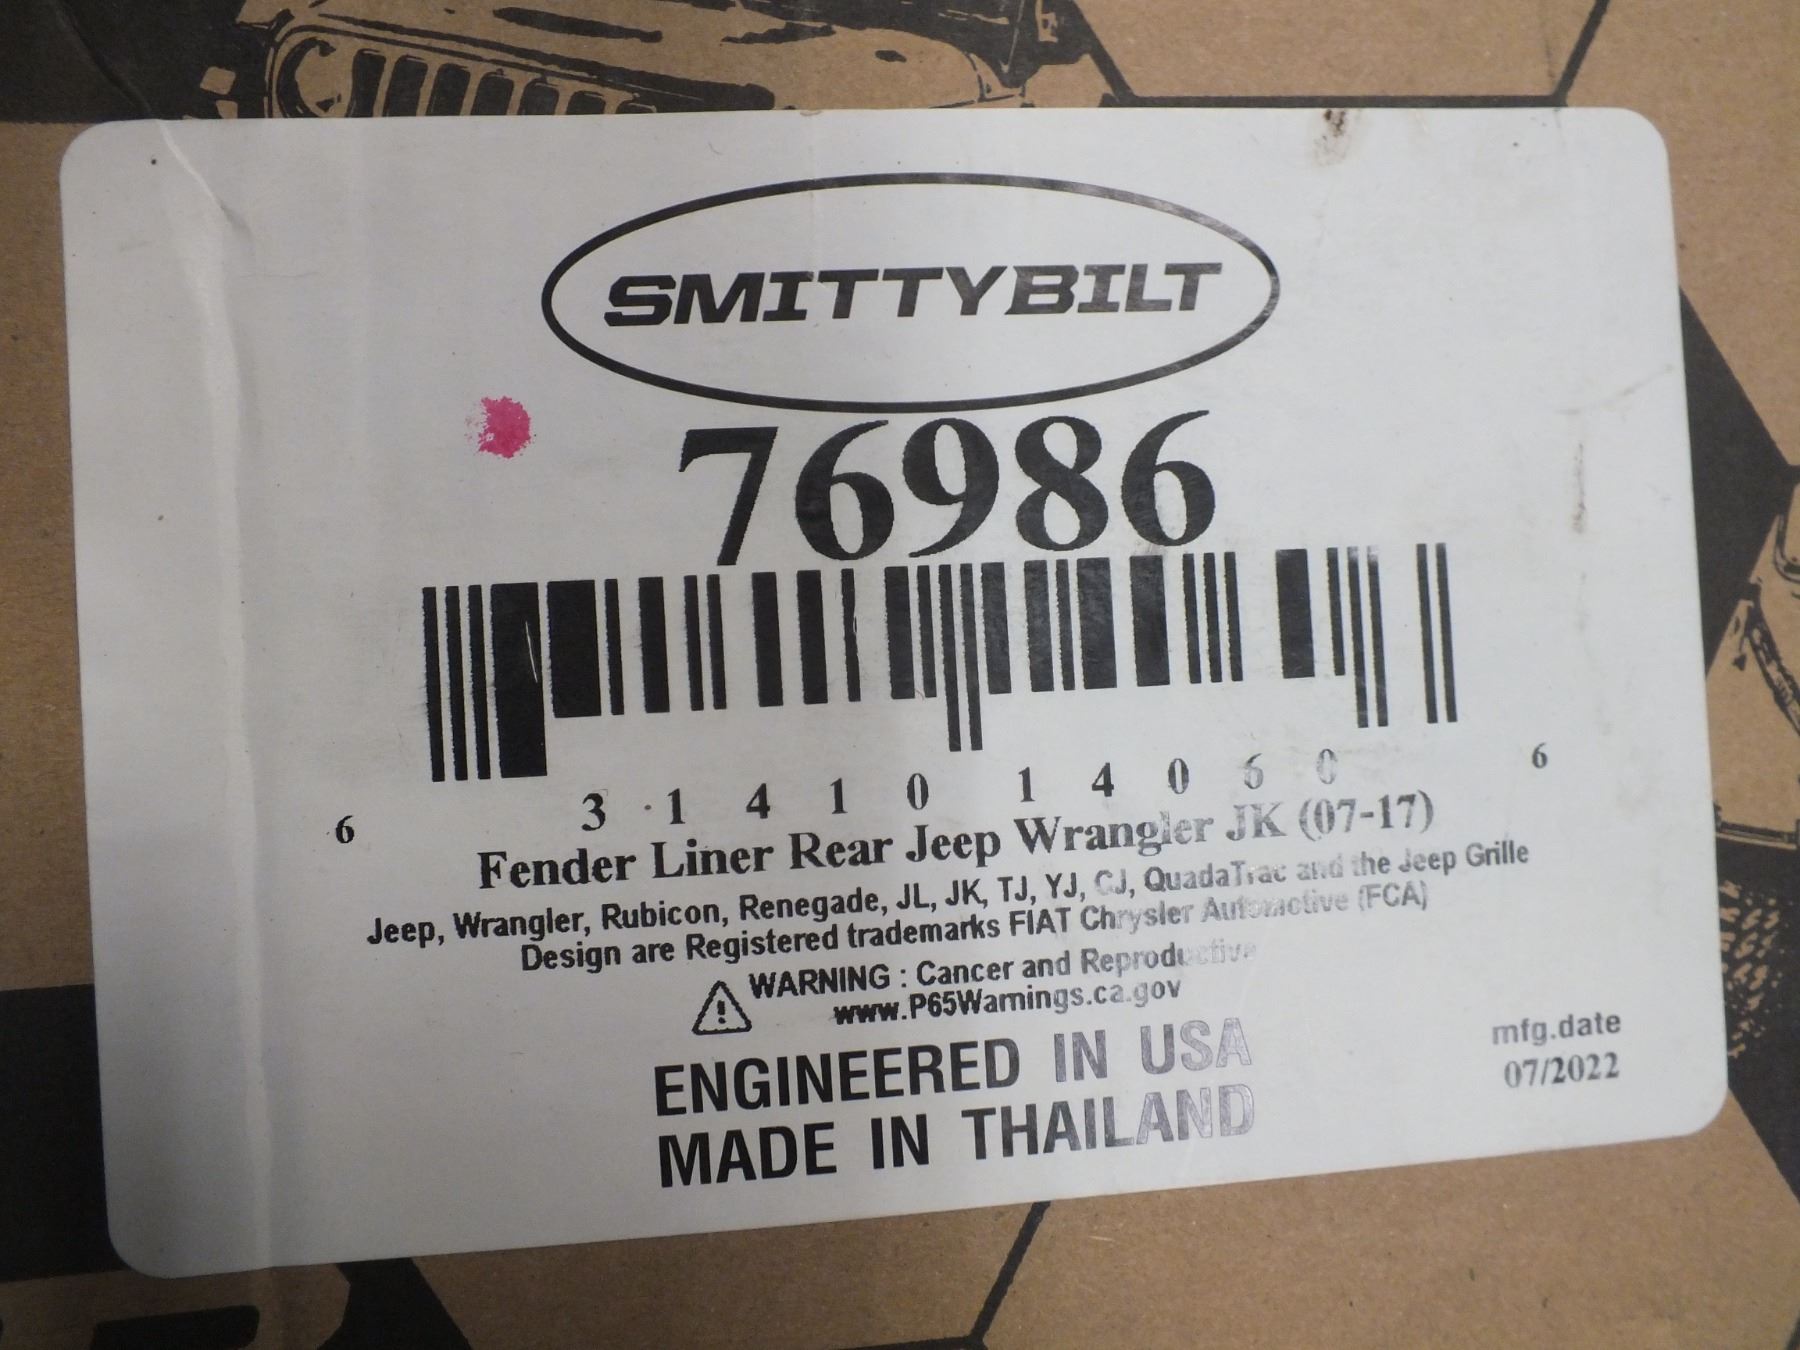 SMITTYBILT
76986
6 3 1 4 1 0 1 4 0 6 0 6
Fender Liner Rear Jeep Wrangler JK (07-17)
Jeep, Wrangler, Rubicon, Renegade, JL, JK, TJ, YJ, CJ, QuadaTrac and the Jeep Grille
Design are Registered trademarks FIAT Chrysler Automotive (FCA)
WARNING : Cancer and Reproductive
www.P65Warnings.ca.gov
ENGINEERED IN USA
MADE IN THAILAND
mfg.date
07/2022